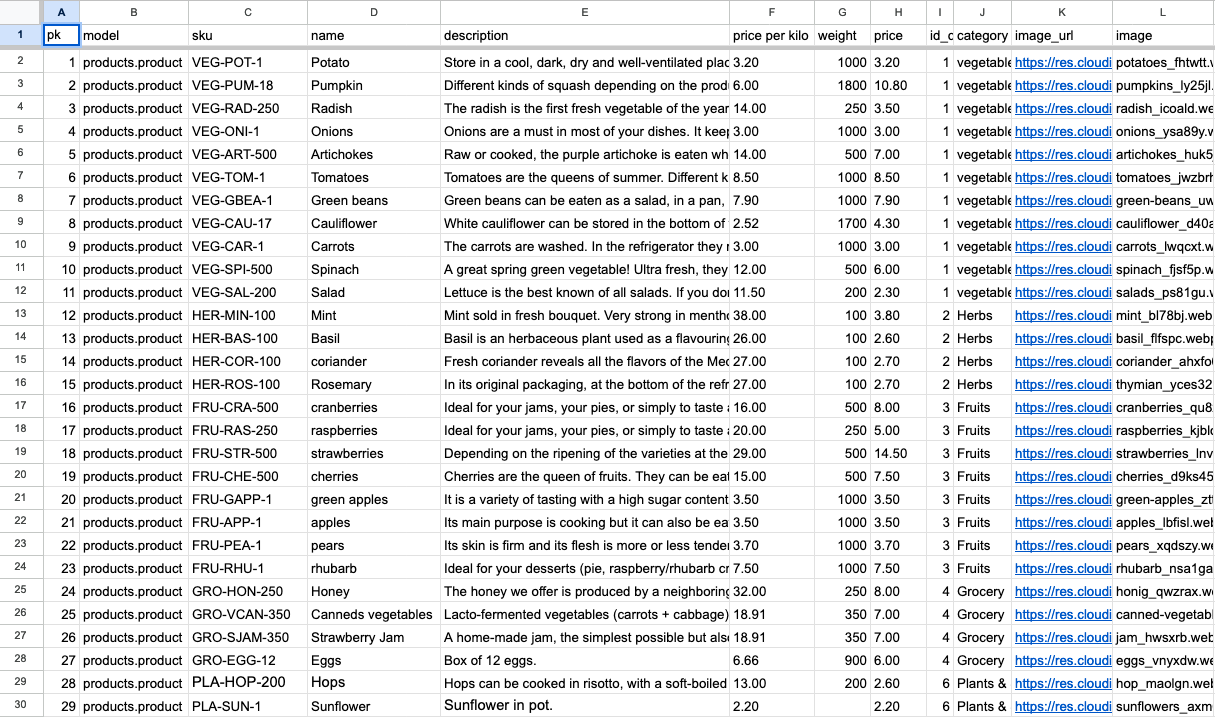 A B C D E F G H I J K L
1 pk model sku name description price per kilo weight price id_c category image_url image
2 1 products.product VEG-POT-1 Potato Store in a cool, dark, dry and well-ventilated plac 3.20 1000 3.20 1 vegetable https://res.cloudi potatoes_fhtwtt.w
3 2 products.product VEG-PUM-18 Pumpkin Different kinds of squash depending on the produ 6.00 1800 10.80 1 vegetable https://res.cloudi pumpkins_ly25jl.
4 3 products.product VEG-RAD-250 Radish The radish is the first fresh vegetable of the year 14.00 250 3.50 1 vegetable https://res.cloudi radish_icoald.we
5 4 products.product VEG-ONI-1 Onions Onions are a must in most of your dishes. It keep 3.00 1000 3.00 1 vegetable https://res.cloudi onions_ysa89y.w
6 5 products.product VEG-ART-500 Artichokes Raw or cooked, the purple artichoke is eaten wh 14.00 500 7.00 1 vegetable https://res.cloudi artichokes_huk5
7 6 products.product VEG-TOM-1 Tomatoes Tomatoes are the queens of summer. Different k 8.50 1000 8.50 1 vegetable https://res.cloudi tomatoes_jwzbrh
8 7 products.product VEG-GBEA-1 Green beans Green beans can be eaten as a salad, in a pan, 7.90 1000 7.90 1 vegetable https://res.cloudi green-beans_uw
9 8 products.product VEG-CAU-17 Cauliflower White cauliflower can be stored in the bottom of 2.52 1700 4.30 1 vegetable https://res.cloudi cauliflower_d40a
10 9 products.product VEG-CAR-1 Carrots The carrots are washed. In the refrigerator they r 3.00 1000 3.00 1 vegetable https://res.cloudi carrots_lwqcxt.w
11 10 products.product VEG-SPI-500 Spinach A great spring green vegetable! Ultra fresh, they 12.00 500 6.00 1 vegetable https://res.cloudi spinach_fjsf5p.w
12 11 products.product VEG-SAL-200 Salad Lettuce is the best known of all salads. If you don 11.50 200 2.30 1 vegetable https://res.cloudi salads_ps81gu.w
13 12 products.product HER-MIN-100 Mint Mint sold in fresh bouquet. Very strong in mentho 38.00 100 3.80 2 Herbs https://res.cloudi mint_bl78bj.web
14 13 products.product HER-BAS-100 Basil Basil is an herbaceous plant used as a flavouring 26.00 100 2.60 2 Herbs https://res.cloudi basil_flfspc.webp
15 14 products.product HER-COR-100 coriander Fresh coriander reveals all the flavors of the Med 27.00 100 2.70 2 Herbs https://res.cloudi coriander_ahxfo
16 15 products.product HER-ROS-100 Rosemary In its original packaging, at the bottom of the refr 27.00 100 2.70 2 Herbs https://res.cloudi thymian_yces32
17 16 products.product FRU-CRA-500 cranberries Ideal for your jams, your pies, or simply to taste a 16.00 500 8.00 3 Fruits https://res.cloudi cranberries_qu8
18 17 products.product FRU-RAS-250 raspberries Ideal for your jams, your pies, or simply to taste a 20.00 250 5.00 3 Fruits https://res.cloudi raspberries_kjblc
19 18 products.product FRU-STR-500 strawberries Depending on the ripening of the varieties at the 29.00 500 14.50 3 Fruits https://res.cloudi strawberries_lnv
20 19 products.product FRU-CHE-500 cherries Cherries are the queen of fruits. They can be eat 15.00 500 7.50 3 Fruits https://res.cloudi cherries_d9ks45
21 20 products.product FRU-GAPP-1 green apples It is a variety of tasting with a high sugar content 3.50 1000 3.50 3 Fruits https://res.cloudi green-apples_zt
22 21 products.product FRU-APP-1 apples Its main purpose is cooking but it can also be ea 3.50 1000 3.50 3 Fruits https://res.cloudi apples_lbfisl.web
23 22 products.product FRU-PEA-1 pears Its skin is firm and its flesh is more or less tender 3.70 1000 3.70 3 Fruits https://res.cloudi pears_xqdszy.we
24 23 products.product FRU-RHU-1 rhubarb Ideal for your desserts (pie, raspberry/rhubarb cr 7.50 1000 7.50 3 Fruits https://res.cloudi rhubarb_nsa1ga
25 24 products.product GRO-HON-250 Honey The honey we offer is produced by a neighboring 32.00 250 8.00 4 Grocery https://res.cloudi honig_qwzrax.w
26 25 products.product GRO-VCAN-350 Canneds vegetables Lacto-fermented vegetables (carrots + cabbage) 18.91 350 7.00 4 Grocery https://res.cloudi canned-vegetab
27 26 products.product GRO-SJAM-350 Strawberry Jam A home-made jam, the simplest possible but also 18.91 350 7.00 4 Grocery https://res.cloudi jam_hwsxrb.web
28 27 products.product GRO-EGG-12 Eggs Box of 12 eggs. 6.66 900 6.00 4 Grocery https://res.cloudi eggs_vnyxdw.we
29 28 products.product PLA-HOP-200 Hops Hops can be cooked in risotto, with a soft-boiled 13.00 200 2.60 6 Plants & https://res.cloudi hop_maolgn.web
30 29 products.product PLA-SUN-1 Sunflower Sunflower in pot. 2.20 2.20 6 Plants & https://res.cloudi sunflowers_axm